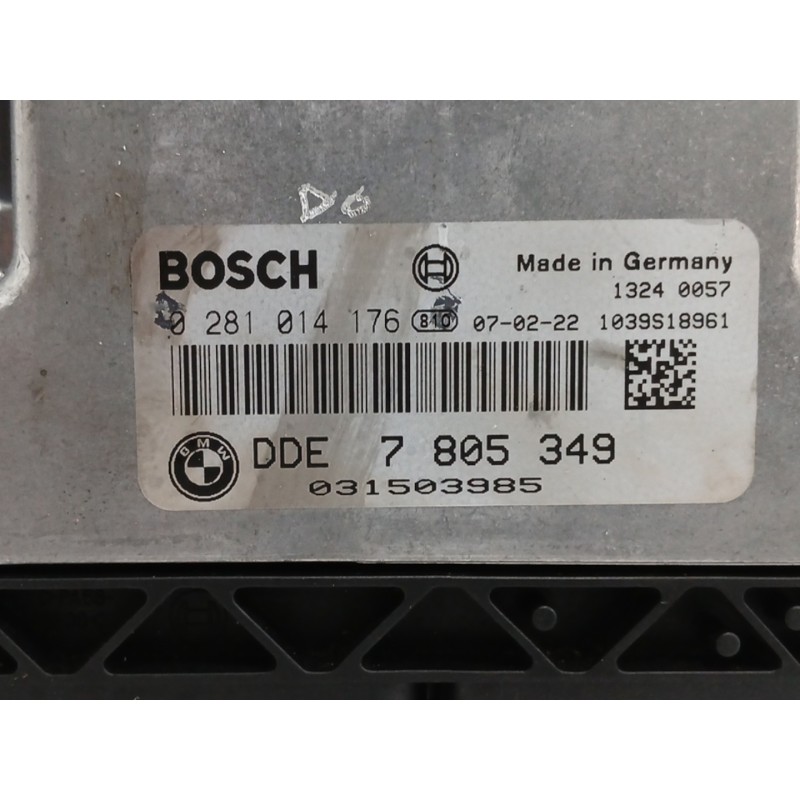 D6
BOSCH
Made in Germany
1324 0057
0 281 014 176 810 07-02-22 1039S18961
BMW DDE 7 805 349
031503985